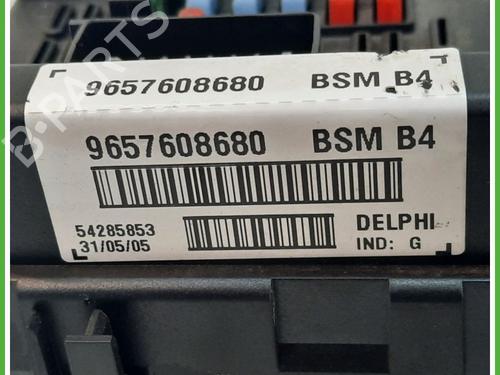 9657608680 BSM B4
9657608680 BSM B4
54285853
31/05/05
DELPHI
IND: G
B-PARTS